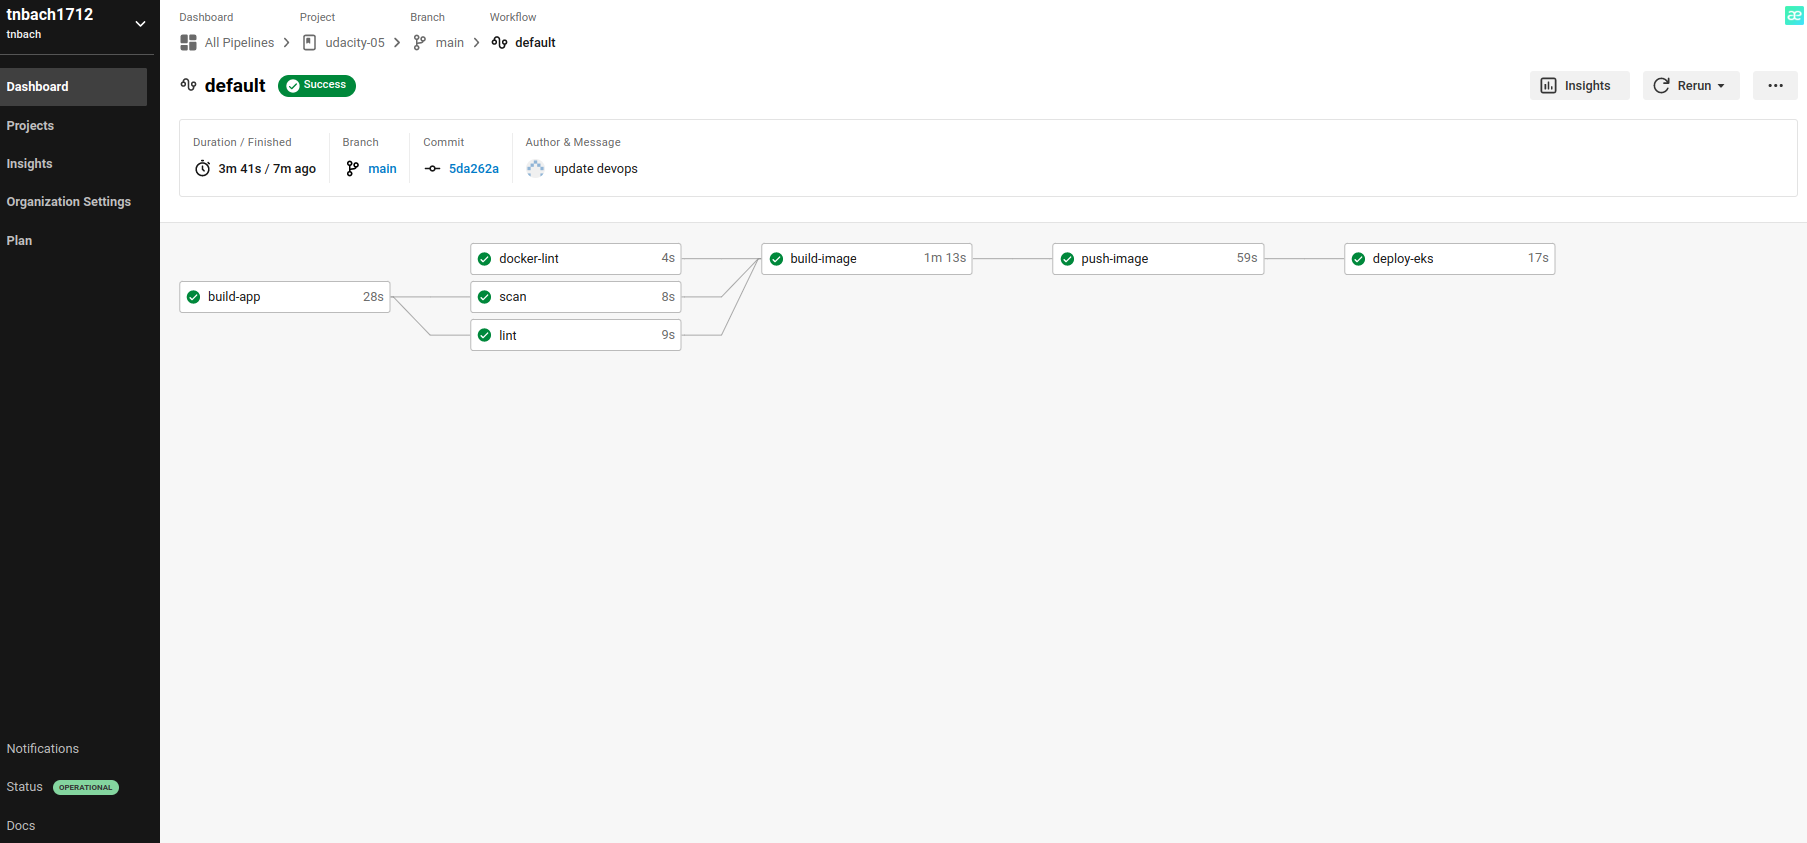 tnbach1712
tnbach
Dashboard
Projects
Insights
Organization Settings
Plan
Notifications
Status OPERATIONAL
Docs
Dashboard Project Branch Workflow
All Pipelines udacity-05 main default
default Success
Insights Rerun
æ
Duration / Finished Branch Commit Author & Message
3m 41s / 7m ago main 5da262a update devops
docker-lint 4s build-image 1m 13s push-image 59s deploy-eks 17s
build-app 28s scan 8s
lint 9s